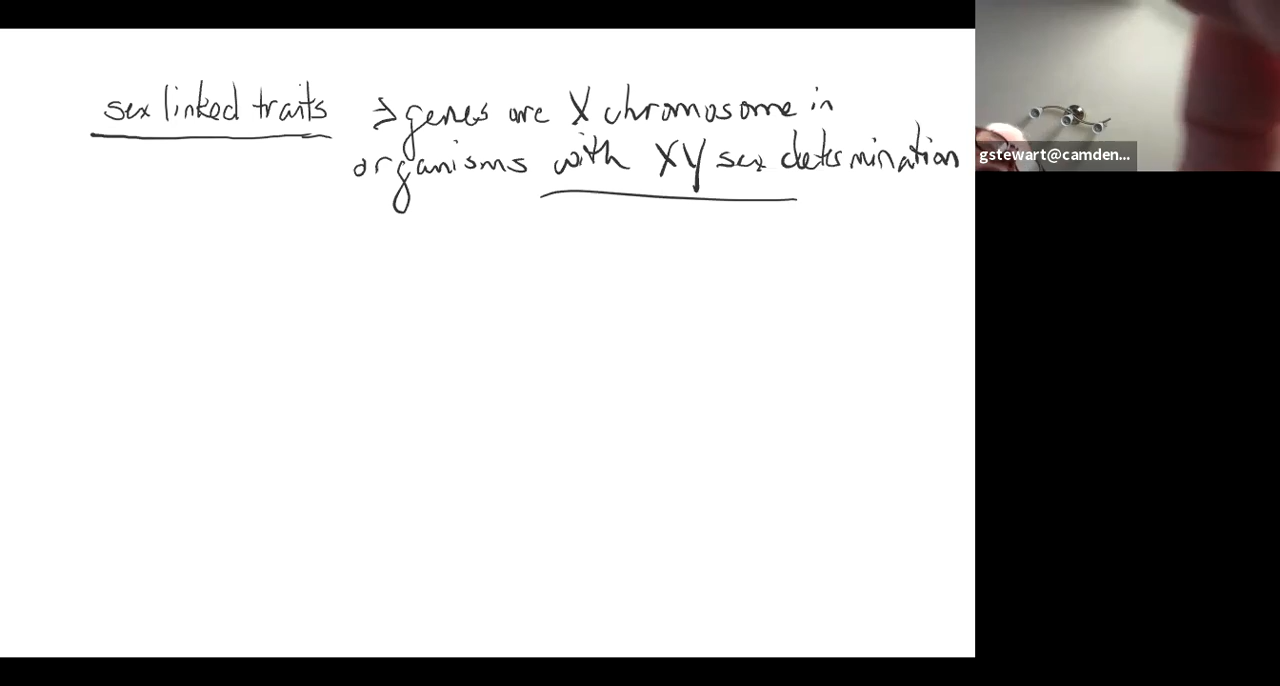 sex linked traits > genes are X chromosome in
organisms with XY sex determination
gstewart@camden...